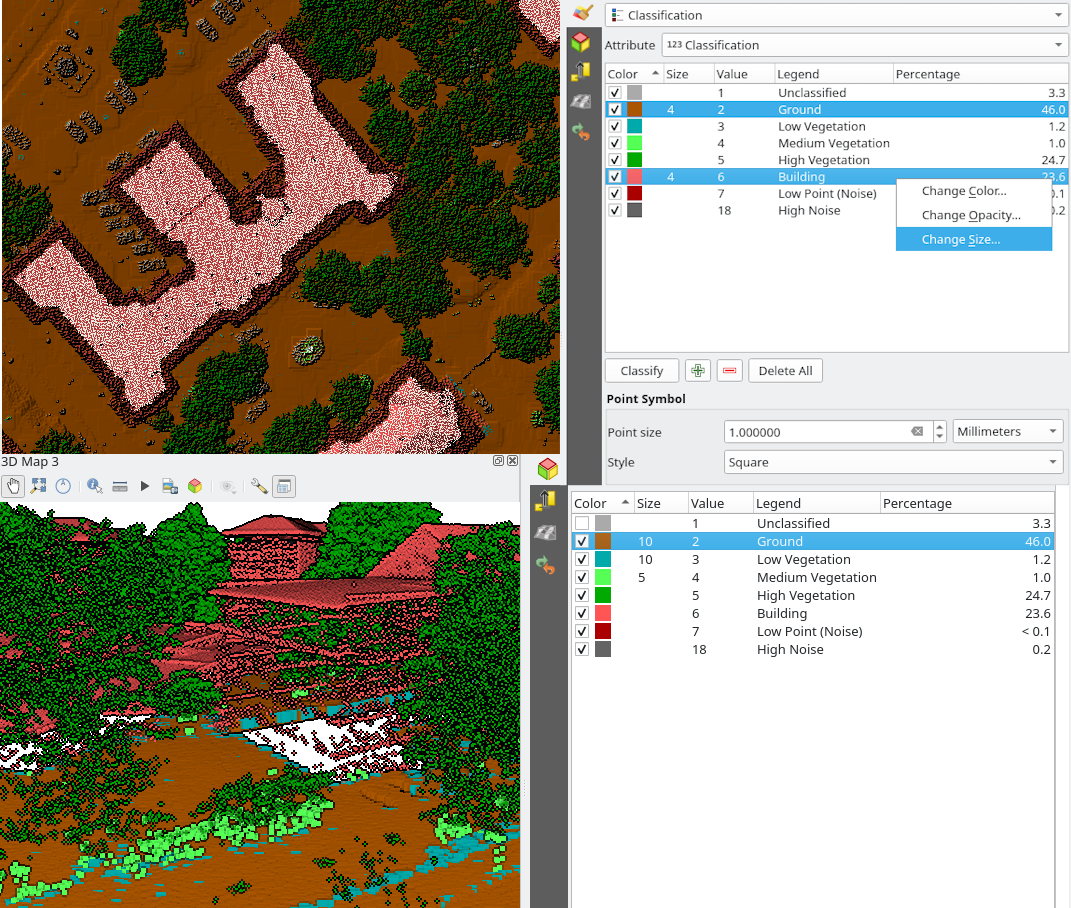 Classification
Attribute 123 Classification
Color Size Value Legend Percentage
1 Unclassified 3.3
4 2 Ground 46.0
3 Low Vegetation 1.2
4 Medium Vegetation 1.0
5 High Vegetation 24.7
4 6 Building 23.6
7 Low Point (Noise) 0.1
18 High Noise 0.2
Change Color...
Change Opacity...
Change Size...
Classify Delete All
Point Symbol
Point size 1.000000 Millimeters
Style Square
3D Map 3
Color Size Value Legend Percentage
1 Unclassified 3.3
10 2 Ground 46.0
10 3 Low Vegetation 1.2
5 4 Medium Vegetation 1.0
5 High Vegetation 24.7
6 Building 23.6
7 Low Point (Noise) < 0.1
18 High Noise 0.2